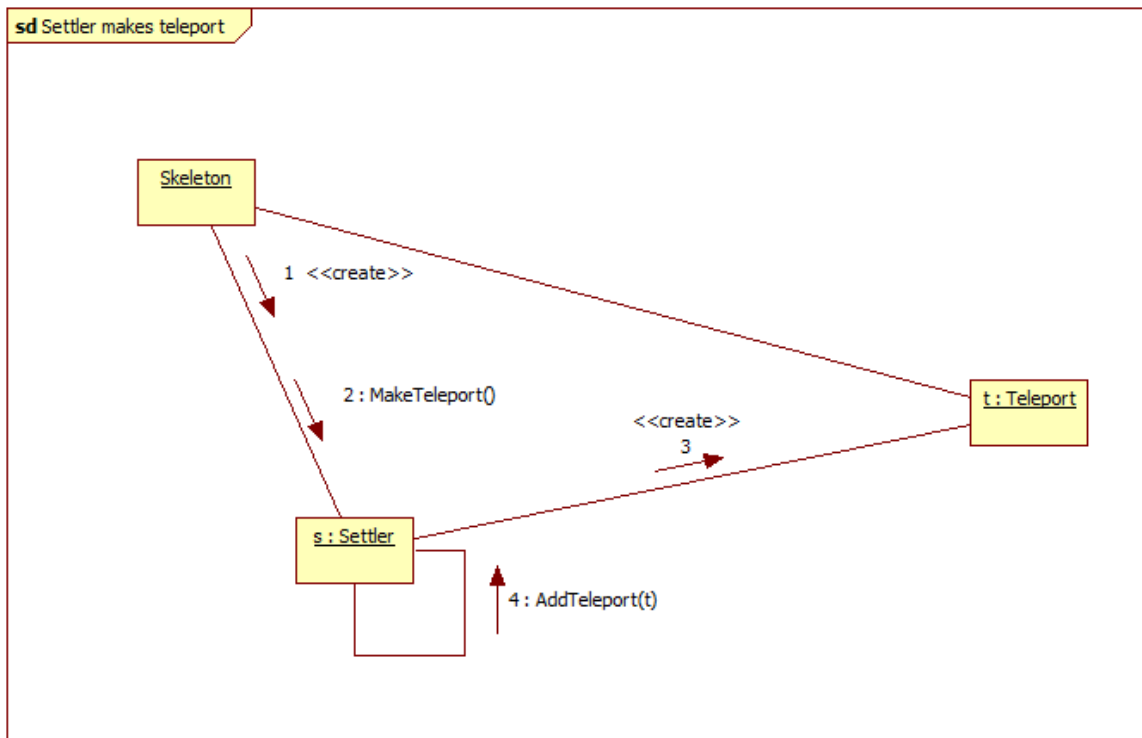 sd Settler makes teleport
Skeleton
1 <<create>>
2 : MakeTeleport()
<<create>>
3
t : Teleport
s : Settler
4 : AddTeleport(t)